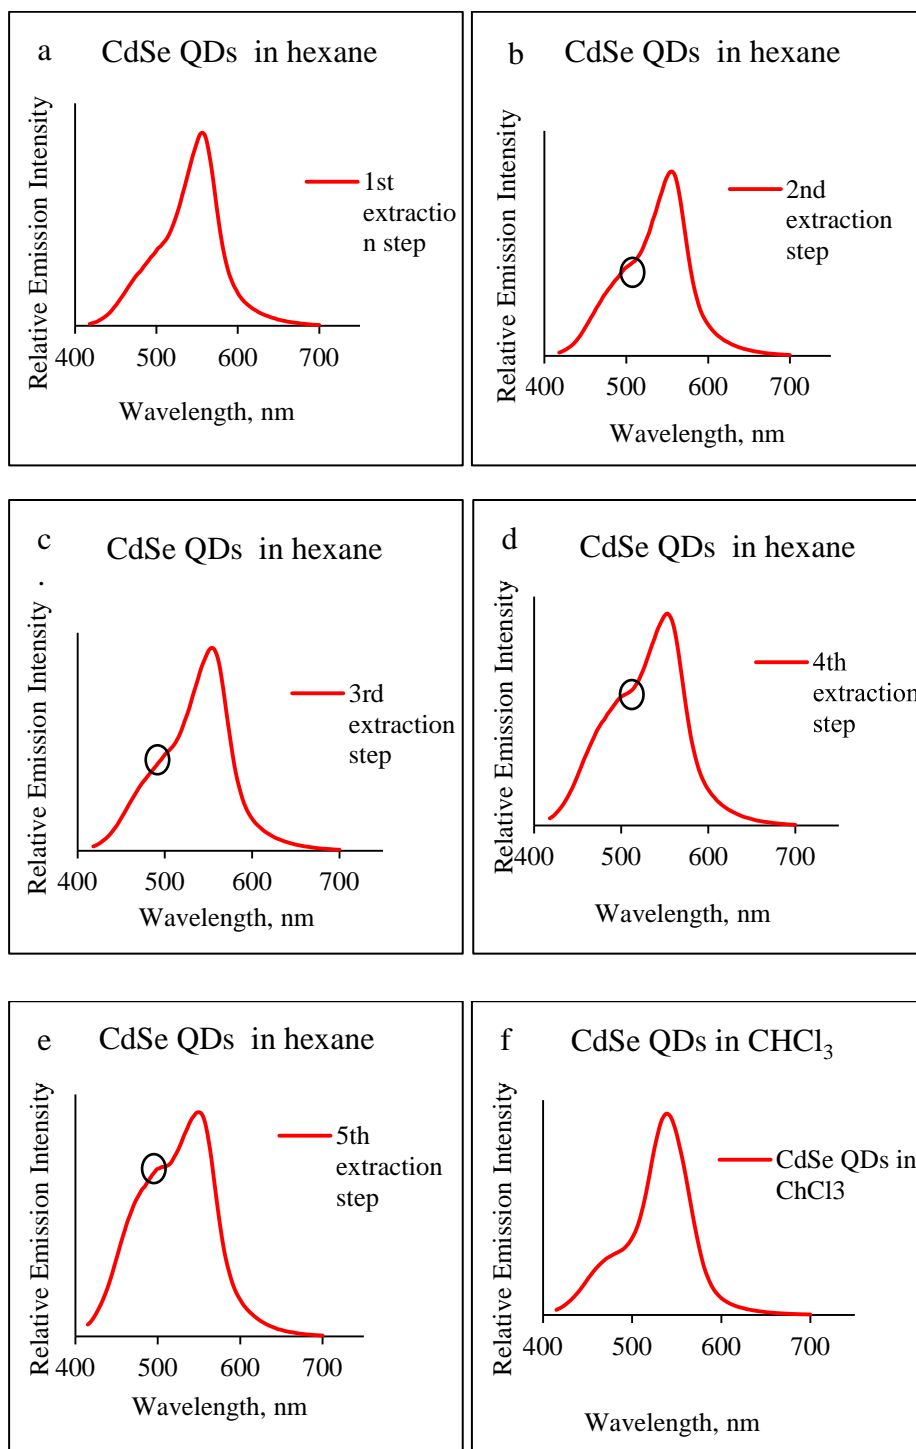 a
CdSe QDs in hexane
Relative Emission Intensity
1st
extractio
n step
400 500 600 700
Wavelength, nm
b
CdSe QDs in hexane
Relative Emission Intensity
2nd
extraction
step
400 500 600 700
Wavelength, nm
c
CdSe QDs in hexane
Relative Emission Intensity .
3rd
extraction
step
400 500 600 700
Wavelength, nm
d
CdSe QDs in hexane
Relative Emission Intensity
4th
extraction
step
400 500 600 700
Wavelength, nm
e
CdSe QDs in hexane
Relative Emission Intensity
5th
extraction
step
400 500 600 700
Wavelength, nm
f
CdSe QDs in CHCl₃
Relative Emission Intensity
CdSe QDs in
ChCl3
400 500 600 700
Wavelength, nm